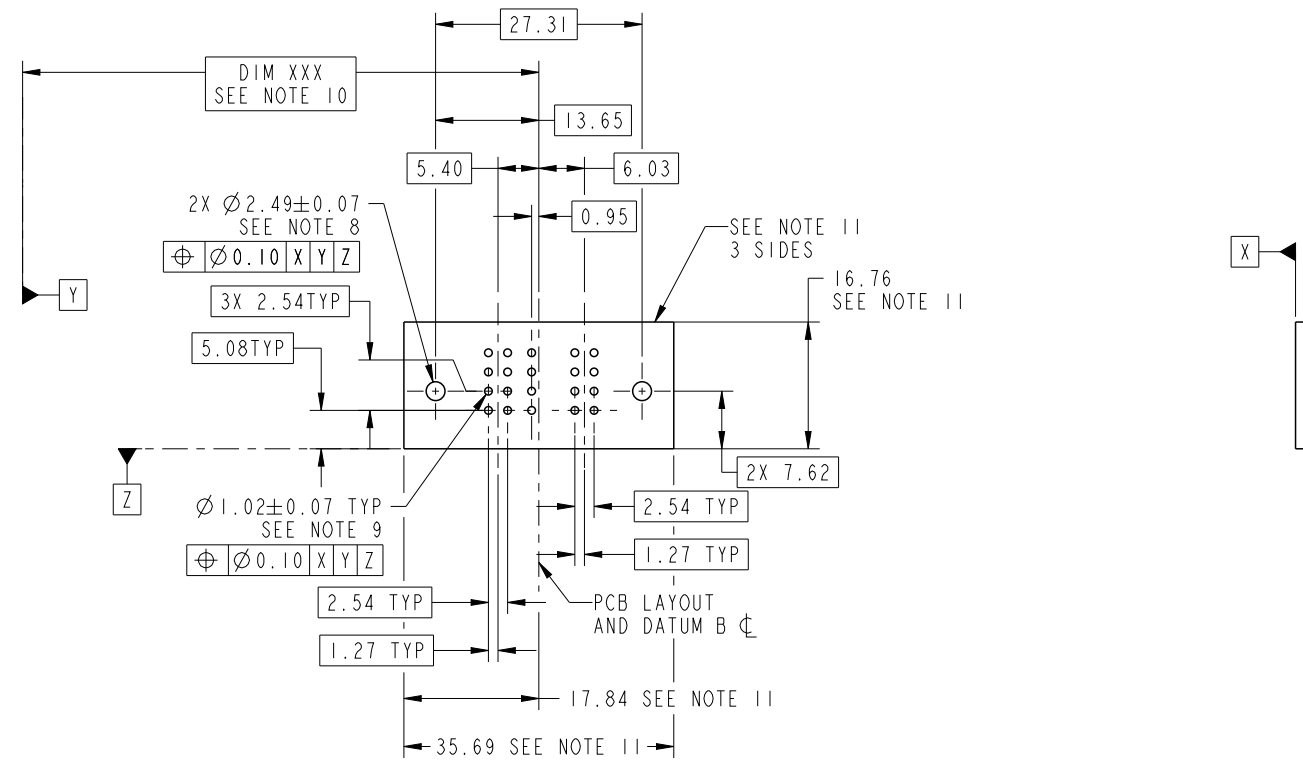 27.31
DIM XXX
SEE NOTE 10
13.65
5.40
6.03
2X Ø2.49±0.07
SEE NOTE 8
⌖ Ø0.10 X Y Z
0.95
SEE NOTE 11
3 SIDES
X
16.76
SEE NOTE 11
Y
3X 2.54TYP
5.08TYP
Z
2X 7.62
Ø1.02±0.07 TYP
SEE NOTE 9
⌖ Ø0.10 X Y Z
2.54 TYP
1.27 TYP
2.54 TYP
PCB LAYOUT
AND DATUM B ℄
1.27 TYP
17.84 SEE NOTE 11
35.69 SEE NOTE 11